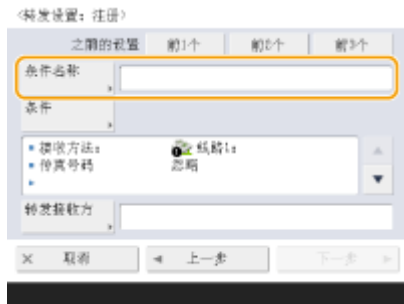 <转发设置：注册>
之前的设置 前1个 前2个 前3个
条件名称
条件
接收方法： 线路1：
传真号码 忽略
转发接收方
× 取消 ◄ 上一步 下一步 ►